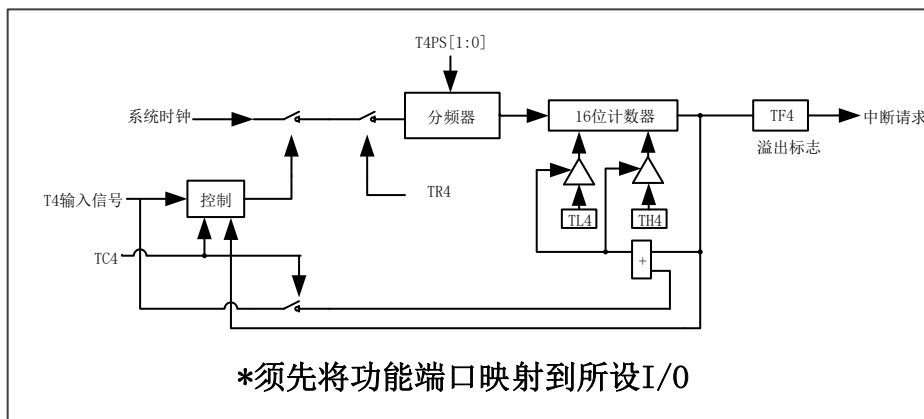 T4PS[1:0]
系统时钟
分频器
16位计数器
TF4
中断请求
溢出标志
T4输入信号
控制
TR4
TL4
TH4
TC4
+
*须先将功能端口映射到所设I/O